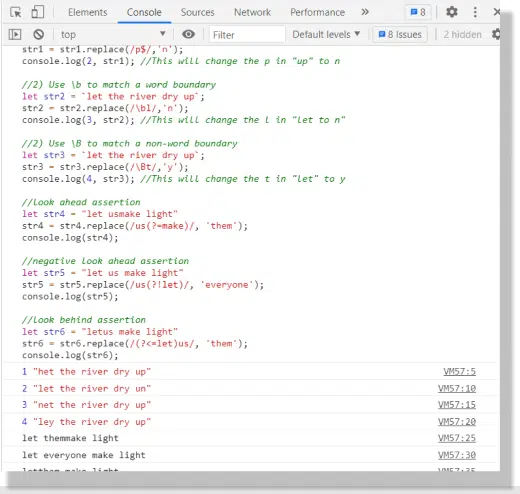 Elements Console Sources Network Performance » 8
top Filter Default levels 8 Issues 2 hidden
str1 = str1.replace(/p$/,'n');
console.log(2, str1); //This will change the p in "up" to n
//2) Use \b to match a word boundary
let str2 = `let the river dry up`;
str2 = str2.replace(/\bl/,'n');
console.log(3, str2); //This will change the l in "Let to n"
//2) Use \B to match a non-word boundary
let str3 = `let the river dry up`;
str3 = str3.replace(/\Bt/,'y');
console.log(4, str3); //This will change the t in "let" to y
//look ahead assertion
let str4 = "let usmake light"
str4 = str4.replace(/us(?=make)/, 'them');
console.log(str4);
//negative look ahead assertion
let str5 = "let us make light"
str5 = str5.replace(/us(?!let)/, 'everyone');
console.log(str5);
//look behind assertion
let str6 = "letus make light"
str6 = str6.replace(/(?<=let)us/, 'them');
console.log(str6);
1 "het the river dry up" VM57:5
2 "let the river dry un" VM57:10
3 "net the river dry up" VM57:15
4 "ley the river dry up" VM57:20
let themmake light VM57:25
let everyone make light VM57:30
letthem make light VM57:35